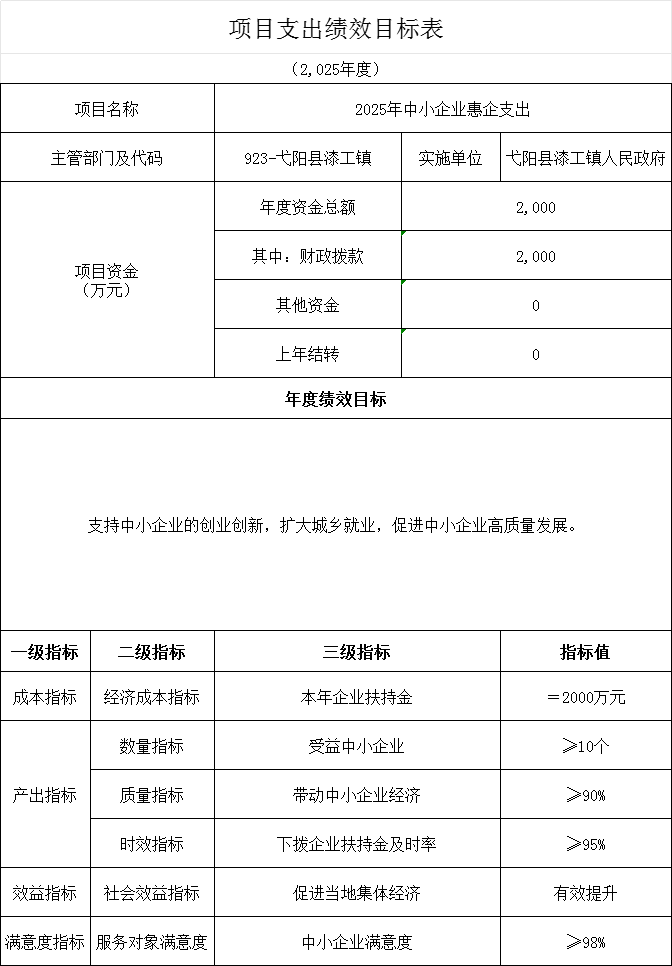 项目支出绩效目标表
（2,025年度）
项目名称 2025年中小企业惠企支出
主管部门及代码 923-弋阳县漆工镇 实施单位 弋阳县漆工镇人民政府
项目资金
（万元）
年度资金总额 2,000
其中：财政拨款 2,000
其他资金 0
上年结转 0
年度绩效目标
支持中小企业的创业创新，扩大城乡就业，促进中小企业高质量发展。
一级指标 二级指标 三级指标 指标值
成本指标 经济成本指标 本年企业扶持金 ＝2000万元
产出指标 数量指标 受益中小企业 ≥10个
质量指标 带动中小企业经济 ≥90%
时效指标 下拨企业扶持金及时率 ≥95%
效益指标 社会效益指标 促进当地集体经济 有效提升
满意度指标 服务对象满意度 中小企业满意度 ≥98%